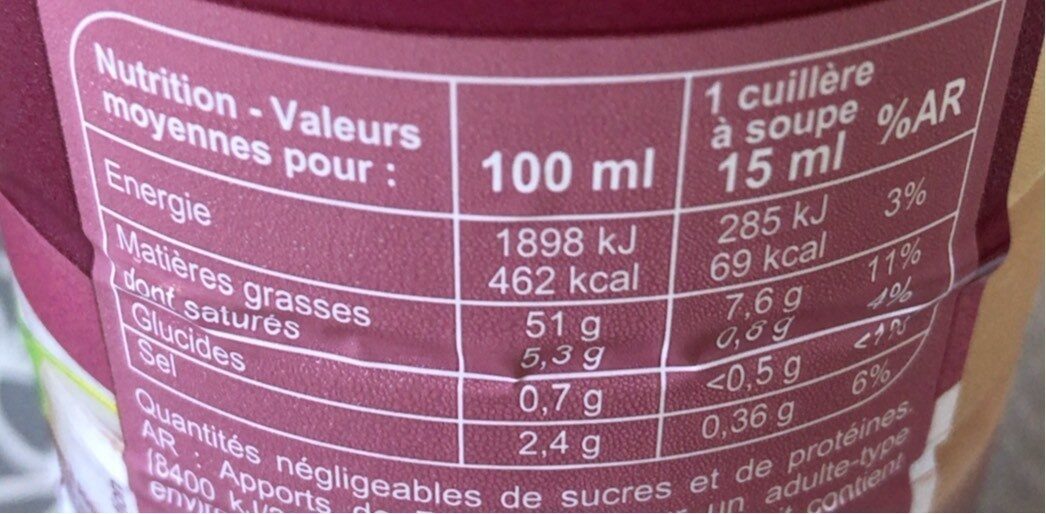 Nutrition - Valeurs moyennes pour : 100 ml 1 cuillère à soupe 15 ml %AR
Energie 1898 kJ 285 kJ 3%
462 kcal 69 kcal
Matières grasses 51 g 7,6 g 11%
dont saturés 5,3 g 0,8 g 4%
Glucides 0,7 g <0,5 g <1%
Sel 2,4 g 0,36 g 6%
Quantités négligeables de sucres et de protéines.
AR : Apports de un adulte-type
(8400 contient